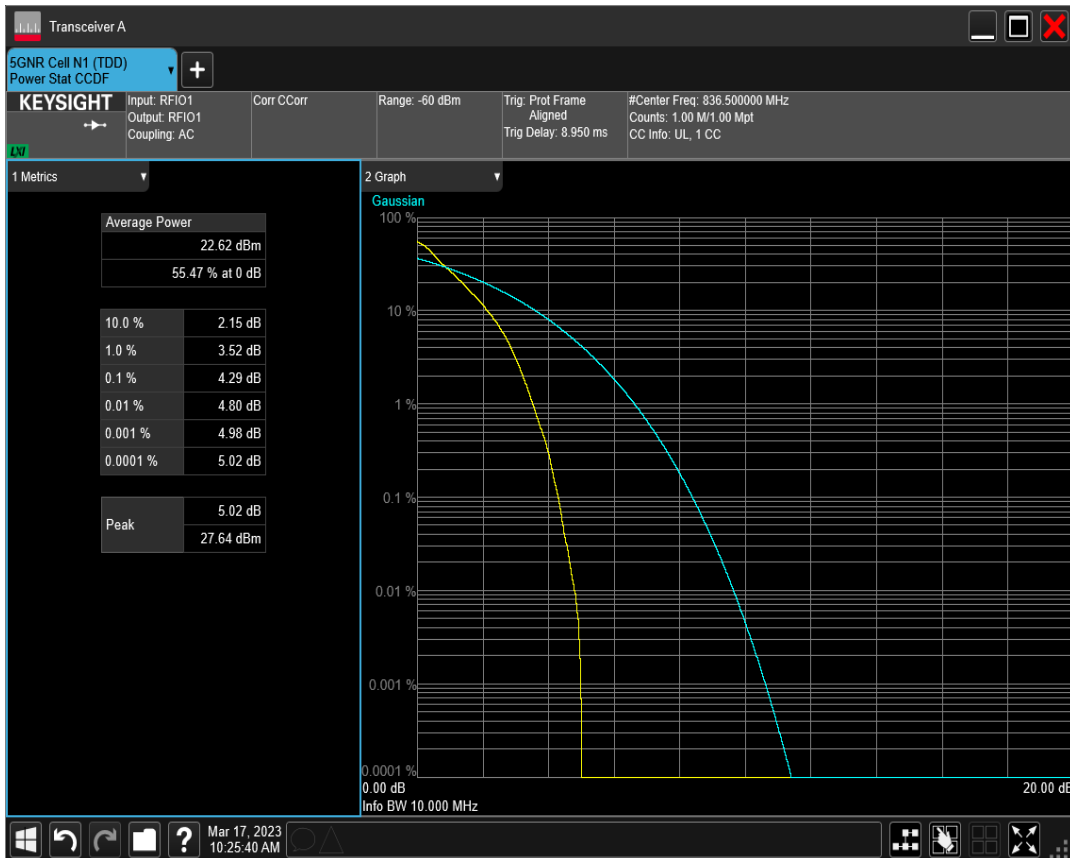 Transceiver A
5GNR Cell N1 (TDD)
Power Stat CCDF
+
KEYSIGHT
LXI
Input: RFIO1
Output: RFIO1
Coupling: AC
Corr CCorr
Range: -60 dBm
Trig: Prot Frame
Aligned
Trig Delay: 8.950 ms
#Center Freq: 836.500000 MHz
Counts: 1.00 M/1.00 Mpt
CC Info: UL, 1 CC
1 Metrics
Average Power
22.62 dBm
55.47 % at 0 dB
10.0 % 2.15 dB
1.0 % 3.52 dB
0.1 % 4.29 dB
0.01 % 4.80 dB
0.001 % 4.98 dB
0.0001 % 5.02 dB
Peak 5.02 dB
27.64 dBm
2 Graph
Gaussian
100 %
10 %
1 %
0.1 %
0.01 %
0.001 %
0.0001 %
0.00 dB 20.00 dB
Info BW 10.000 MHz
?
Mar 17, 2023
10:25:40 AM